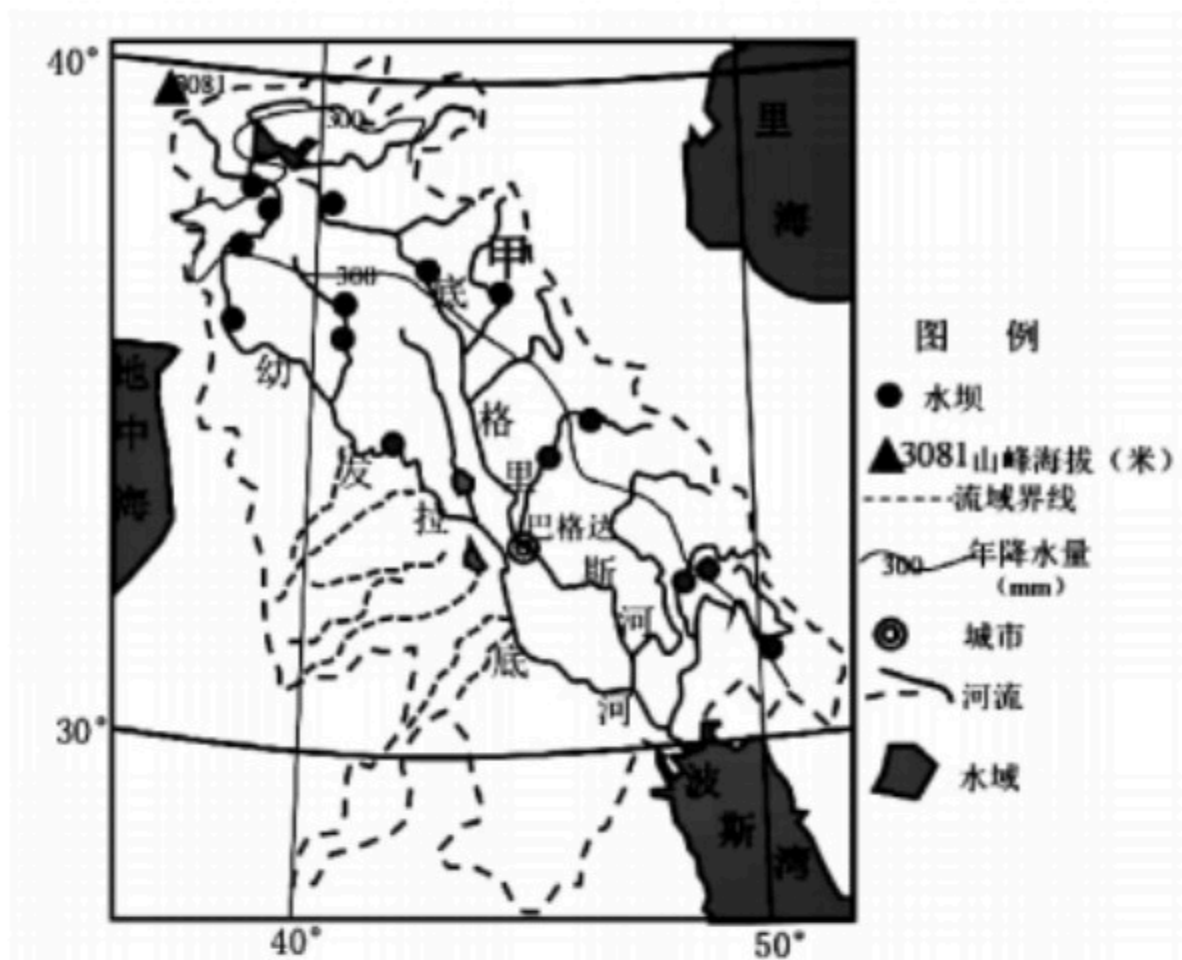 40°
3081
300
里
海
甲
300
底
地
中
海
幼
格
发
里
拉
巴格达
斯
河
底
河
30°
波
斯
湾
40°
50°
图 例
水坝
3081山峰海拔（米）
流域界线
300 年降水量
（mm）
城市
河流
水域